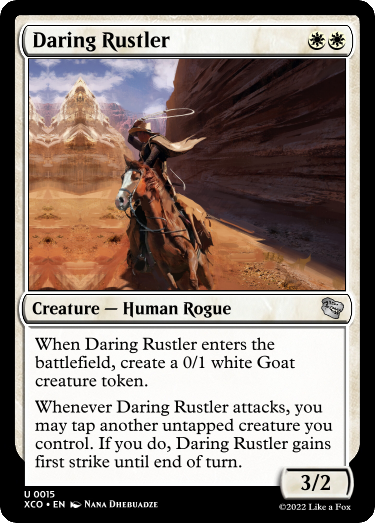 Daring Rustler
Creature — Human Rogue
When Daring Rustler enters the
battlefield, create a 0/1 white Goat
creature token.
Whenever Daring Rustler attacks, you
may tap another untapped creature you
control. If you do, Daring Rustler gains
first strike until end of turn.
3/2
U 0015
XCO • EN Nana Dhebuadze
©2022 Like a Fox